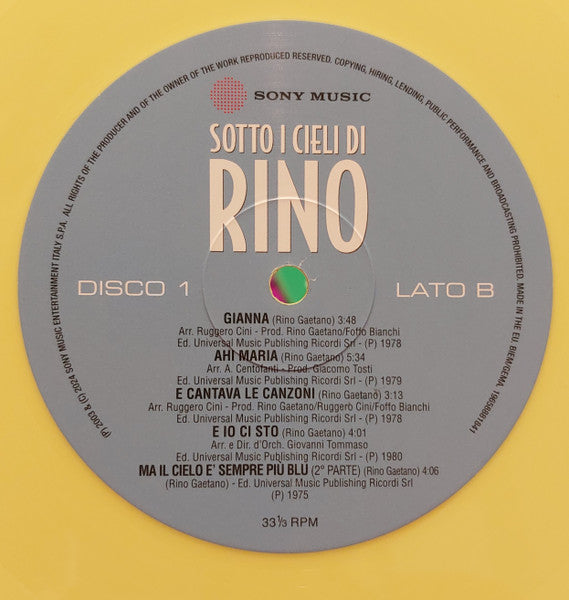 (P) 2003 & (C) 2024 SONY MUSIC ENTERTAINMENT ITALY S.P.A. ALL RIGHTS OF THE PRODUCER AND OF THE OWNER OF THE WORK REPRODUCED RESERVED. COPYING, HIRING, LENDING, PUBLIC PERFORMANCE AND BROADCASTING PROHIBITED. MADE IN THE EU. BIEM/GEMA. 19658881841
SONY MUSIC
SOTTO I CIELI DI
RINO
DISCO 1
LATO B
GIANNA (Rino Gaetano) 3:48
Arr. Ruggero Cini - Prod. Rino Gaetano/Foffo Bianchi
Ed. Universal Music Publishing Ricordi Srl - (P) 1978
AHI MARIA (Rino Gaetano) 5:34
Arr. A. Centofanti - Prod. Giacomo Tosti
Ed. Universal Music Publishing Ricordi Srl - (P) 1979
E CANTAVA LE CANZONI (Rino Gaetano) 3:13
Arr. Ruggero Cini - Prod. Rino Gaetano/Ruggero Cini/Foffo Bianchi
Ed. Universal Music Publishing Ricordi Srl - (P) 1978
E IO CI STO (Rino Gaetano) 4:01
Arr. e Dir. d'Orch. Giovanni Tommaso
Ed. Universal Music Publishing Ricordi Srl - (P) 1980
MA IL CIELO E' SEMPRE PIÙ BLU (2° PARTE) (Rino Gaetano) 4:06
(Rino Gaetano) - Ed. Universal Music Publishing Ricordi Srl
(P) 1975
33⅓ RPM